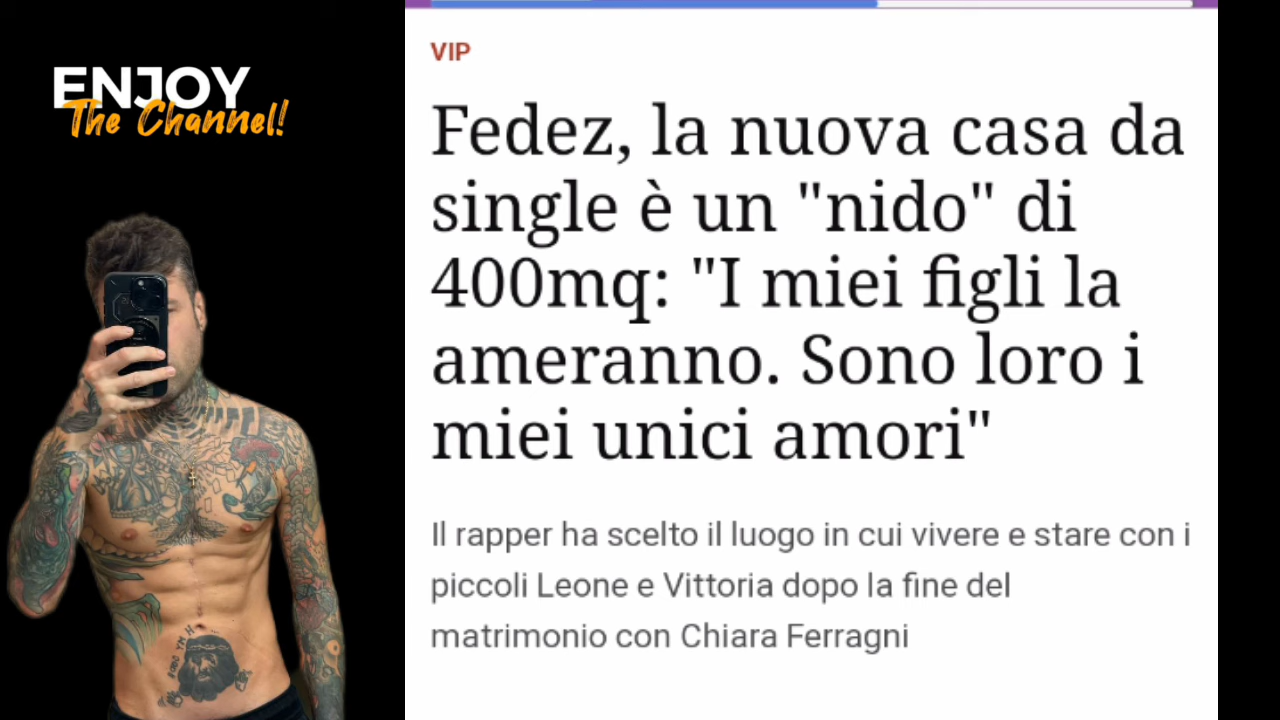 ENJOY
The Channel!
VIP
Fedez, la nuova casa da
single è un "nido" di
400mq: "I miei figli la
ameranno. Sono loro i
miei unici amori"
Il rapper ha scelto il luogo in cui vivere e stare con i
piccoli Leone e Vittoria dopo la fine del
matrimonio con Chiara Ferragni